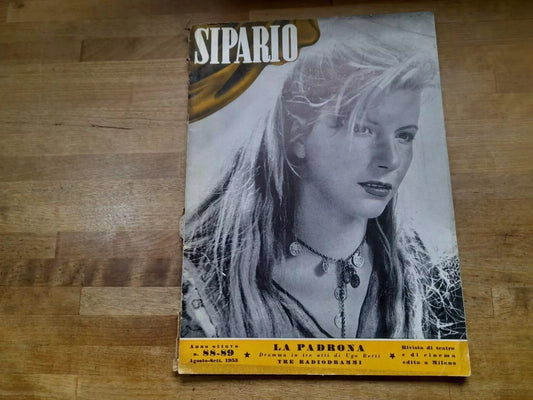 SIPARIO
Anno ottavo
n. 88-89
Agosto-Sett. 1953
LA PADRONA
Dramma in tre atti di Ugo Betti
TRE RADIODRAMMI
Rivista di teatro
e di cinema
edita a Milano